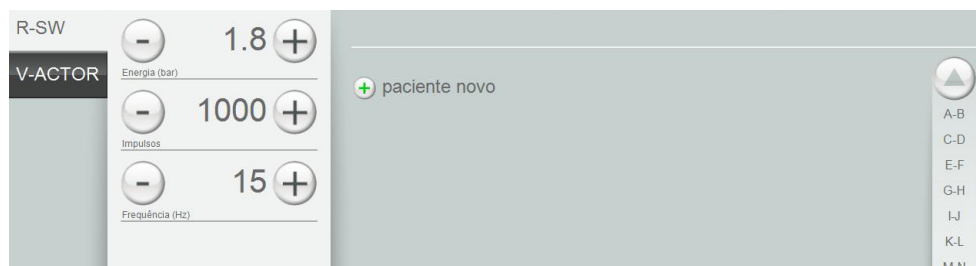 R-SW
V-ACTOR
1.8
Energia (bar)
1000
Impulsos
15
Frequência (Hz)
paciente novo
A-B
C-D
E-F
G-H
I-J
K-L
M-N